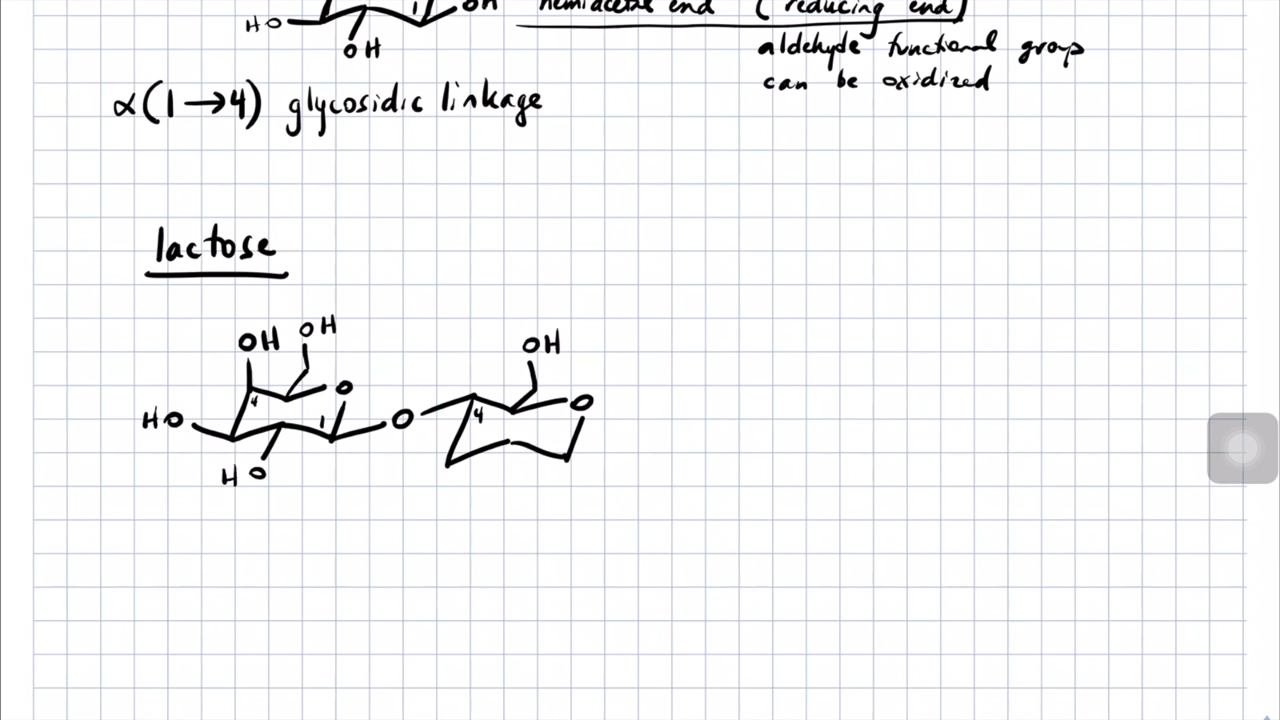 HO OH hemiacetal end (reducing end)
OH
aldehyde functional group
can be oxidized
α(1→4) glycosidic linkage
lactose
OH OH OH
4 O O
HO 1 O 4
HO